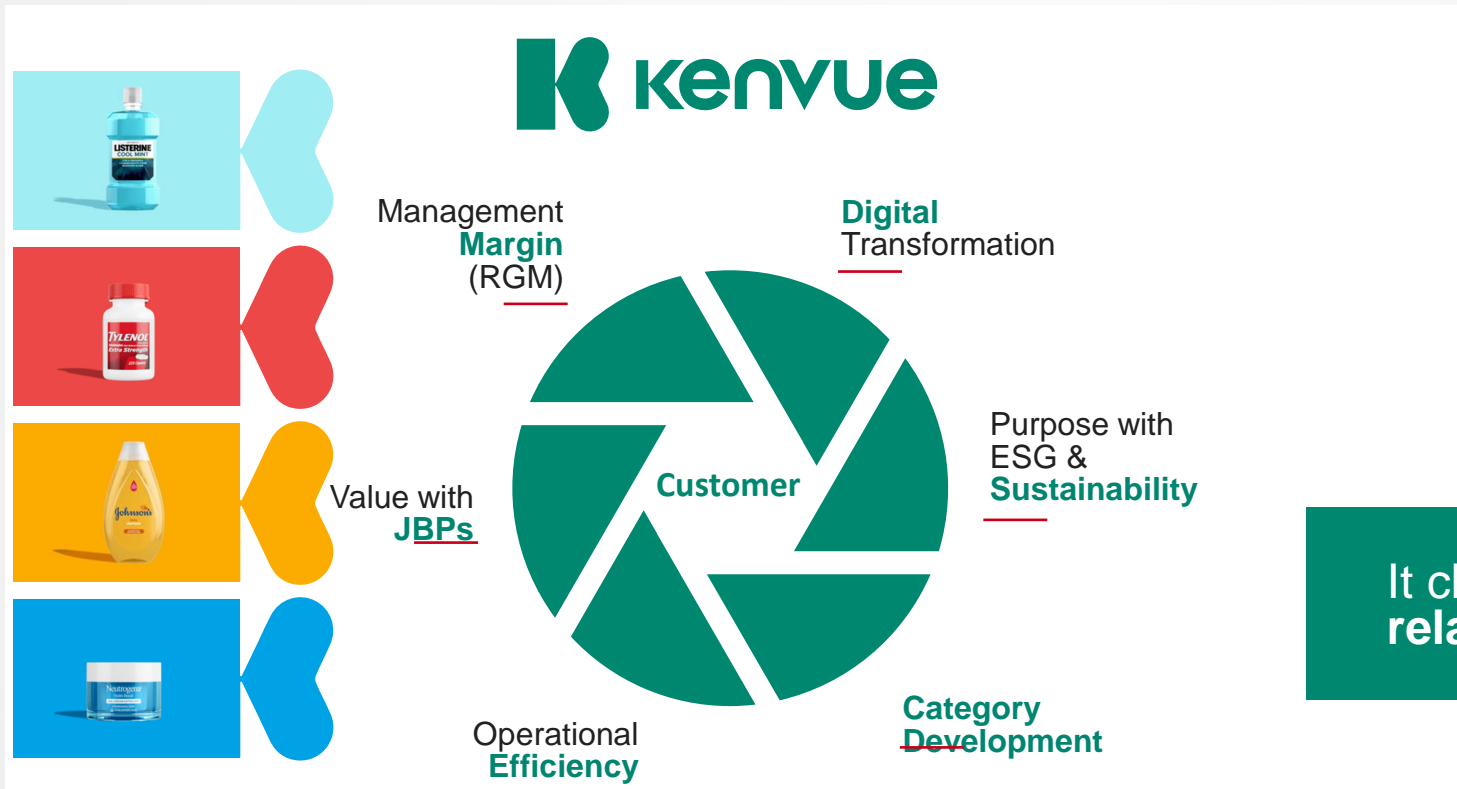 kenvue
LISTERINE
COOL MINT
TYLENOL
Extra Strength
Johnson's
Neutrogena
Management
Margin
(RGM)
Digital
Transformation
Purpose with
ESG &
Sustainability
Customer
Value with
JBPs
Category
Development
Operational
Efficiency
It
rela